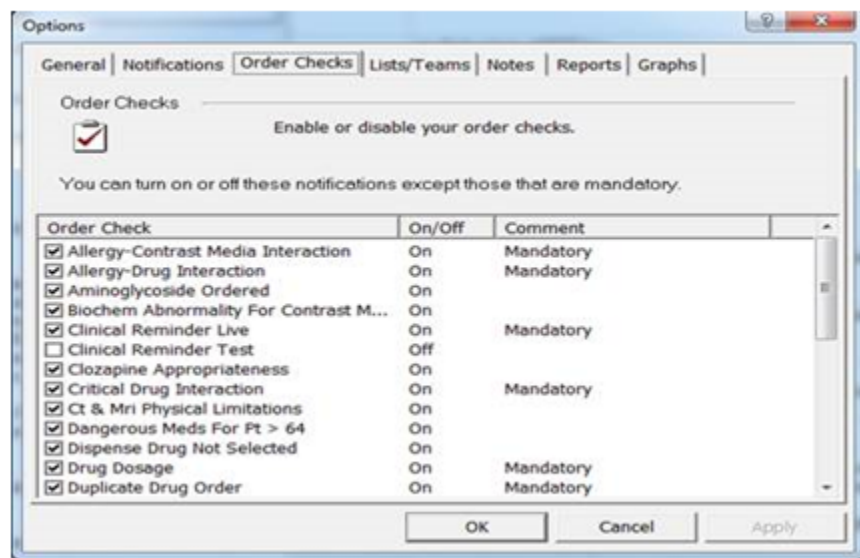 Options
General Notifications Order Checks Lists/Teams Notes Reports Graphs
Order Checks
Enable or disable your order checks.
You can turn on or off these notifications except those that are mandatory.
Order Check On/Off Comment
Allergy-Contrast Media Interaction On Mandatory
Allergy-Drug Interaction On Mandatory
Aminoglycoside Ordered On
Biochem Abnormality For Contrast M... On
Clinical Reminder Live On Mandatory
Clinical Reminder Test Off
Clozapine Appropriateness On
Critical Drug Interaction On Mandatory
Ct & Mri Physical Limitations On
Dangerous Meds For Pt > 64 On
Dispense Drug Not Selected On
Drug Dosage On Mandatory
Duplicate Drug Order On Mandatory
OK Cancel Apply